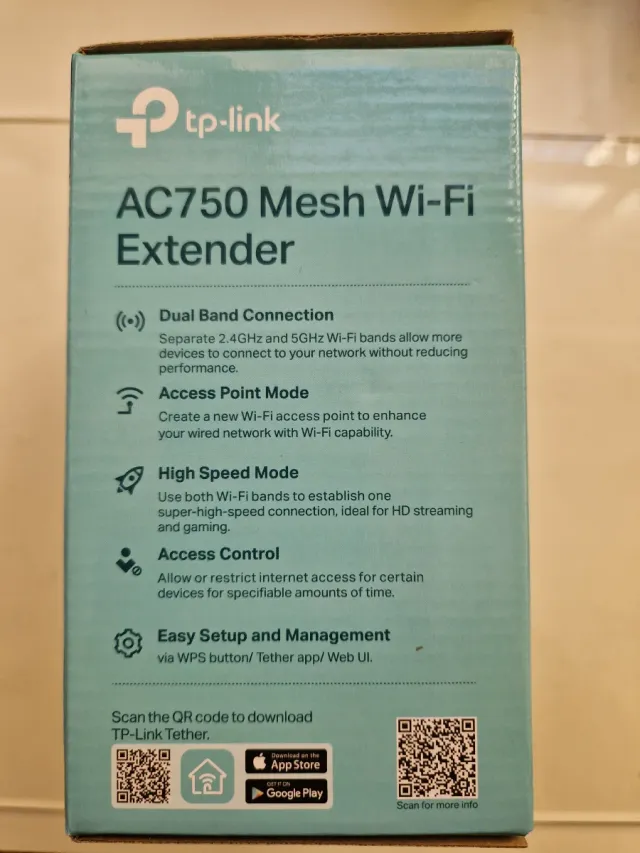 tp-link
AC750 Mesh Wi-Fi
Extender
Dual Band Connection
Separate 2.4GHz and 5GHz Wi-Fi bands allow more
devices to connect to your network without reducing
performance.
Access Point Mode
Create a new Wi-Fi access point to enhance
your wired network with Wi-Fi capability.
High Speed Mode
Use both Wi-Fi bands to establish one
super-high-speed connection, ideal for HD streaming
and gaming.
Access Control
Allow or restrict internet access for certain
devices for specifiable amounts of time.
Easy Setup and Management
via WPS button/ Tether app/ Web UI.
Scan the QR code to download
TP-Link Tether.
Download on the
App Store
GET IT ON
Google Play
Scan for more info